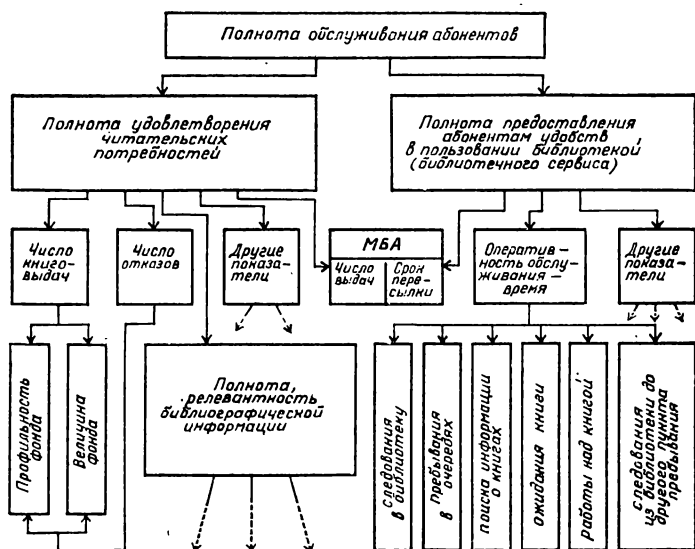 Полнота обслуживания абонентов
Полнота удовлетворения
читательских
потребностей
Полнота предоставления
абонентам удобств
в пользовании библиотекой,
(библиотечного сервиса)
Число
книго-
выдач
Число
отказов
Другие
показа-
тели
МБА
Число
выдач
Срок
пере-
сылки
Оператив-
ность обслу-
живания —
время
Другие
показа-
тели
Профильность
фонда
Величина
фонда
Полнота,
релевантность
библиографической
информации
следования
в библиотеку
пребывания
в очередях
поиска информации
о книгах
ожидания книги
работы над книгой
следования
из библиотеки до
другого пункта
пребывания